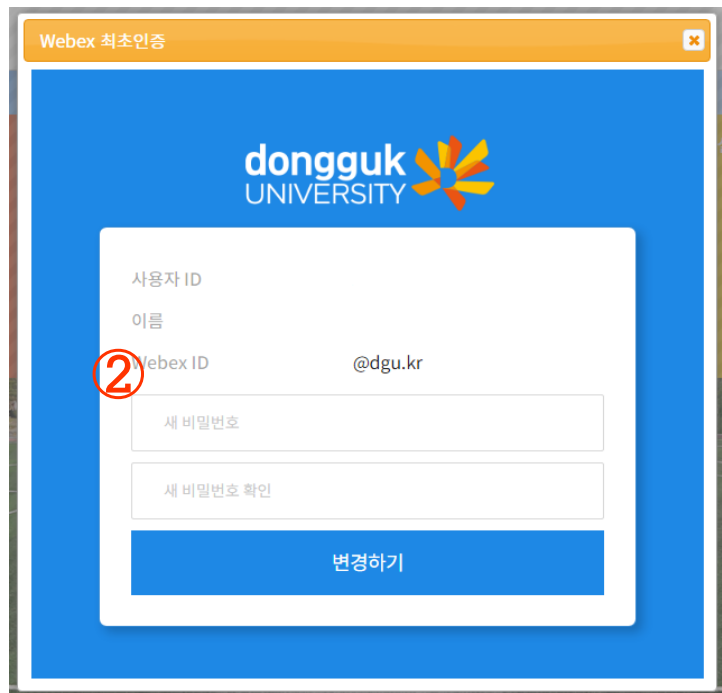 Webex 최초인증
dongguk
UNIVERSITY
사용자 ID
이름
② Webex ID @dgu.kr
새 비밀번호
새 비밀번호 확인
변경하기